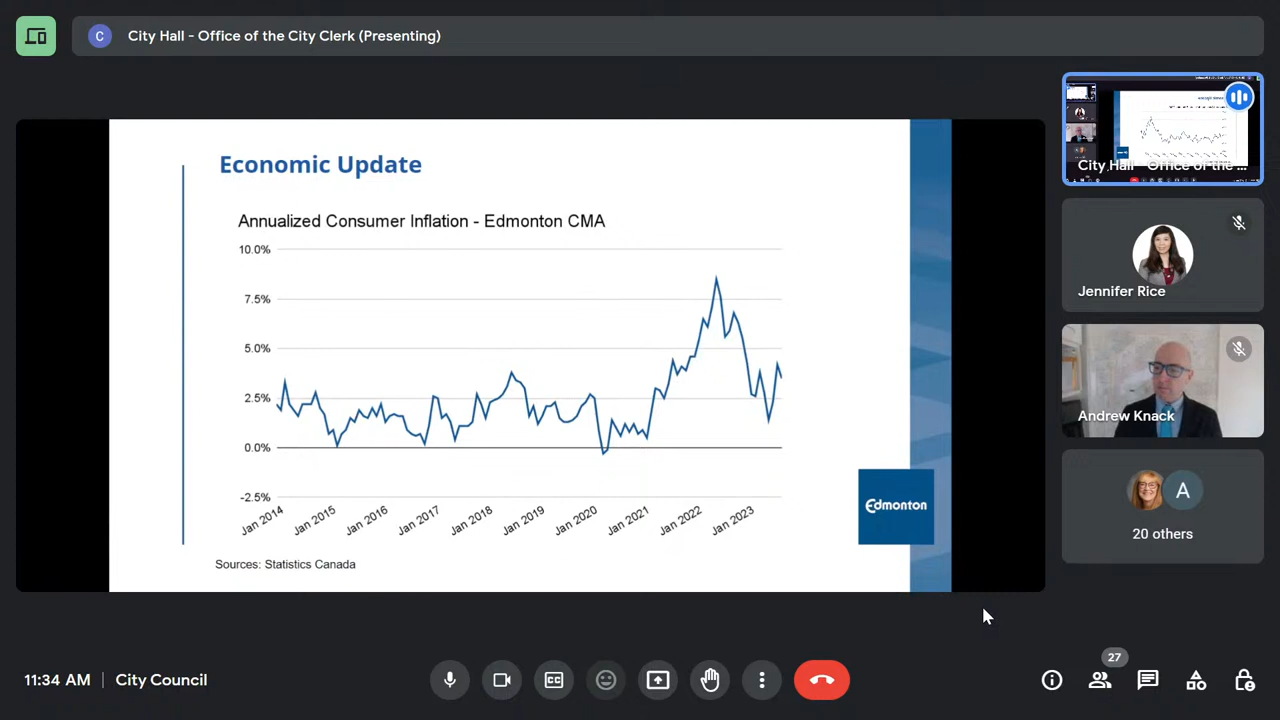 C City Hall - Office of the City Clerk (Presenting)
Economic Update
Annualized Consumer Inflation - Edmonton CMA
10.0%
7.5%
5.0%
2.5%
0.0%
-2.5%
Jan 2014 Jan 2015 Jan 2016 Jan 2017 Jan 2018 Jan 2019 Jan 2020 Jan 2021 Jan 2022 Jan 2023
Sources: Statistics Canada
Edmonton
City Hall - Office of the ...
Jennifer Rice
Andrew Knack
A
20 others
11:34 AM | City Council
CC
27